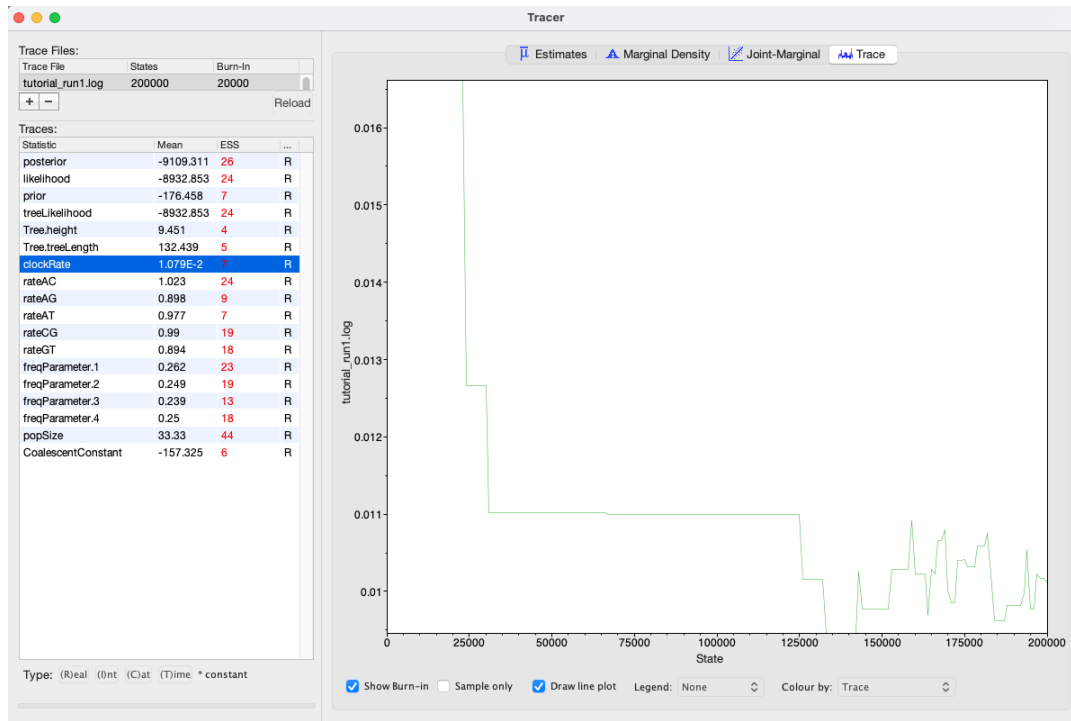 Tracer
Trace Files:
Trace File States Burn-In
tutorial_run1.log 200000 20000
+ − Reload
Traces:
Statistic Mean ESS ...
posterior -9109.311 26 R
likelihood -8932.853 24 R
prior -176.458 7 R
treeLikelihood -8932.853 24 R
Tree.height 9.451 4 R
Tree.treeLength 132.439 5 R
clockRate 1.079E-2 7 R
rateAC 1.023 24 R
rateAG 0.898 9 R
rateAT 0.977 7 R
rateCG 0.99 19 R
rateGT 0.894 18 R
freqParameter.1 0.262 23 R
freqParameter.2 0.249 19 R
freqParameter.3 0.239 13 R
freqParameter.4 0.25 18 R
popSize 33.33 44 R
CoalescentConstant -157.325 6 R
Type: (R)eal (I)nt (C)at (T)ime * constant
Estimates Marginal Density Joint-Marginal Trace
0.016
0.015
0.014
0.013
0.012
0.011
0.01
tutorial_run1.log
0 25000 50000 75000 100000 125000 150000 175000 200000
State
Show Burn-in Sample only Draw line plot Legend: None Colour by: Trace